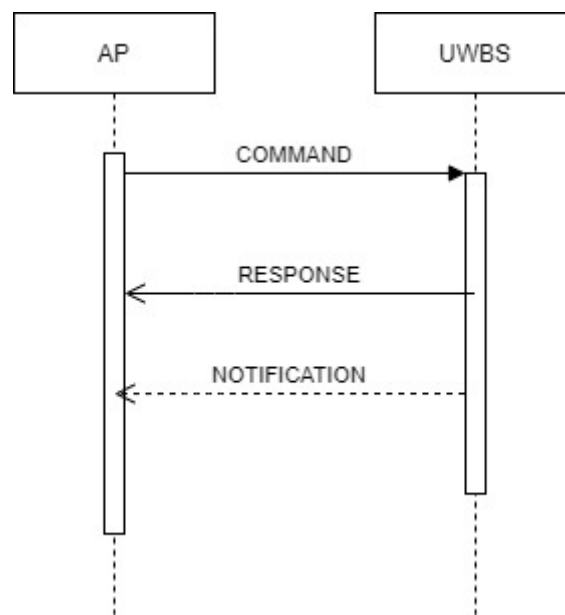 AP
UWBS
COMMAND
RESPONSE
NOTIFICATION